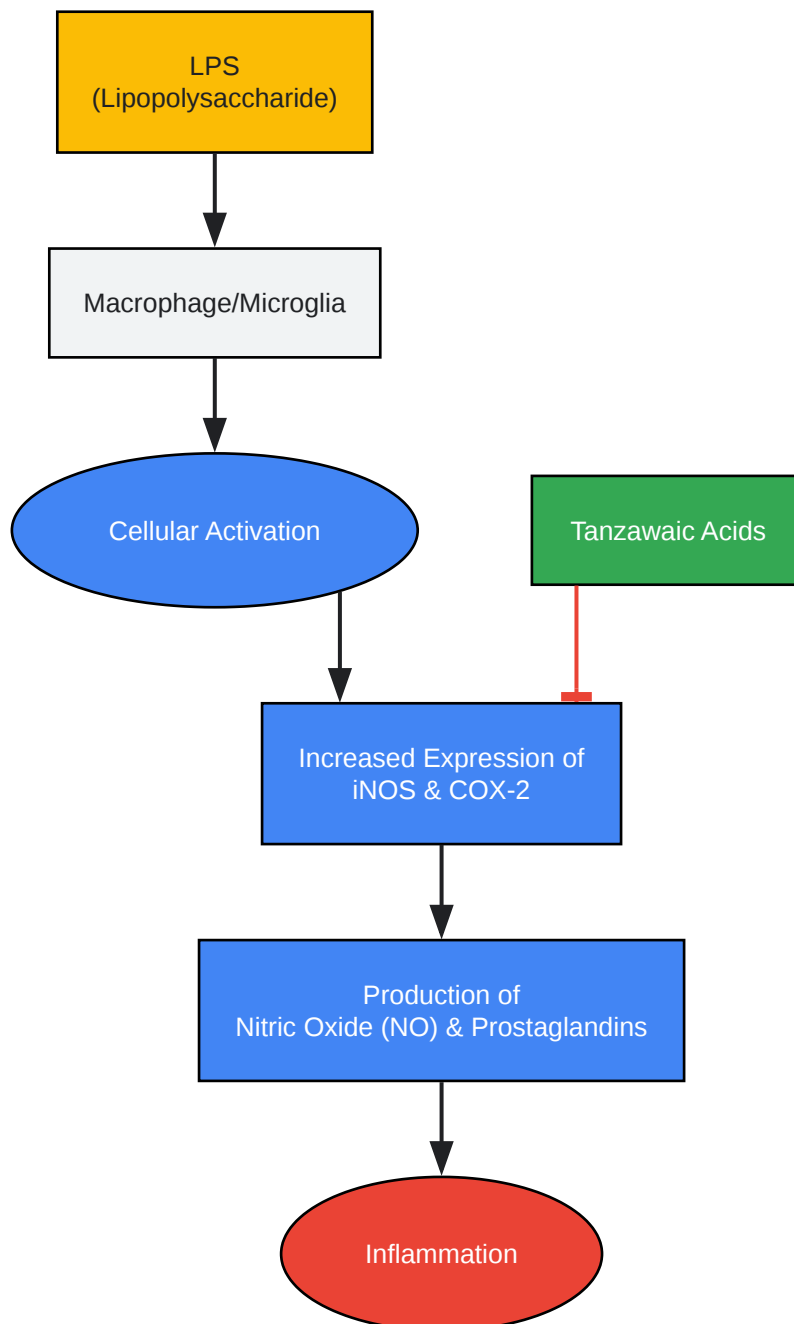 LPS
(Lipopolysaccharide)
Macrophage/Microglia
Cellular Activation
Tanzawaic Acids
Increased Expression of
iNOS & COX-2
Production of
Nitric Oxide (NO) & Prostaglandins
Inflammation